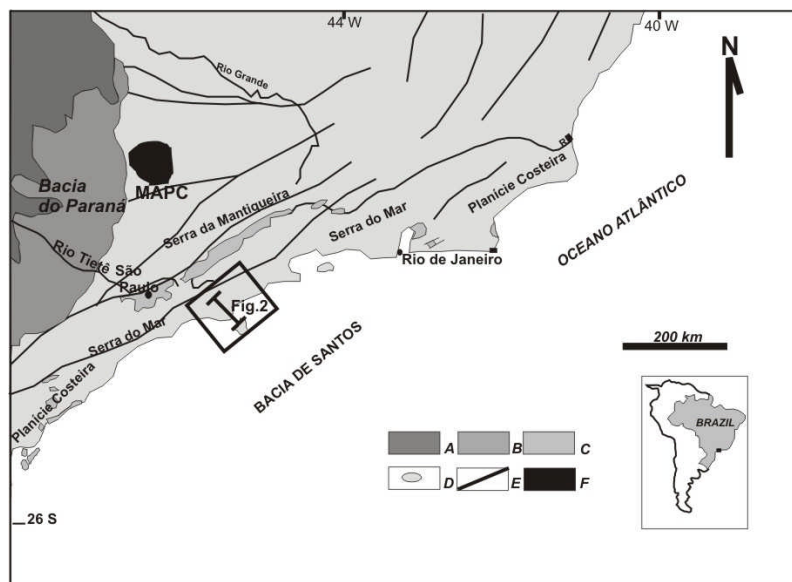 44 W
40 W
N
Rio Grande
Bacia
do Paraná
MAPC
Serra da Mantiqueira
Planície Costeira
OCEANO ATLÂNTICO
Rio Tietê
São
Paulo
Serra do Mar
Rio de Janeiro
Fig.2
Serra do Mar
BACIA DE SANTOS
200 km
Planície Costeira
BRAZIL
A
B
C
D
E
F
26 S